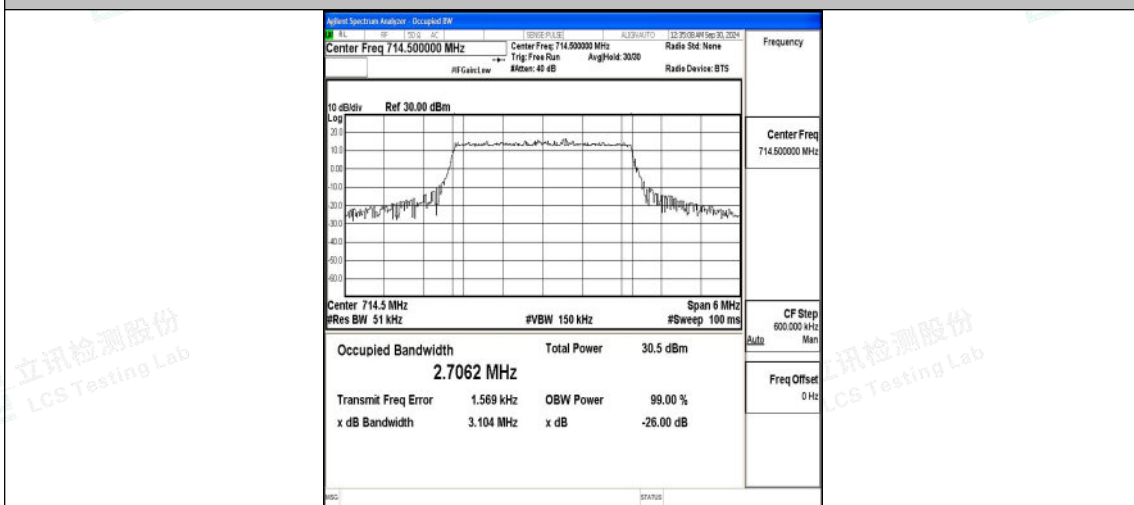 Agilent Spectrum Analyzer - Occupied BW
RL RF 50 Ω AC SENSE:PULSE ALIGNAUTO 12:39:08 AM Sep 30, 2024
Center Freq 714.500000 MHz
Center Freq: 714.500000 MHz
Radio Std: None
Trig: Free Run Avg|Hold: 30/30
#IFGain:Low #Atten: 40 dB Radio Device: BTS
Frequency
10 dB/div Ref 30.00 dBm
Log
20.0
10.0
0.00
-10.0
-20.0
-30.0
-40.0
-50.0
-60.0
Center Freq
714.500000 MHz
Center 714.5 MHz Span 6 MHz
#Res BW 51 kHz #VBW 150 kHz #Sweep 100 ms
CF Step
600.000 kHz
Auto Man
Occupied Bandwidth Total Power 30.5 dBm
2.7062 MHz
Transmit Freq Error 1.569 kHz OBW Power 99.00 %
x dB Bandwidth 3.104 MHz x dB -26.00 dB
Freq Offset
0 Hz
MSG STATUS
立讯检测股份
LCS Testing Lab
立讯检测股份
LCS Testing Lab